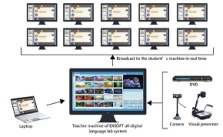 Broadcast to the student's machine in real time
DVD
Laptop
Teacher machine of DIGISOFT all-digital
language lab system
Camera
Visual presenter